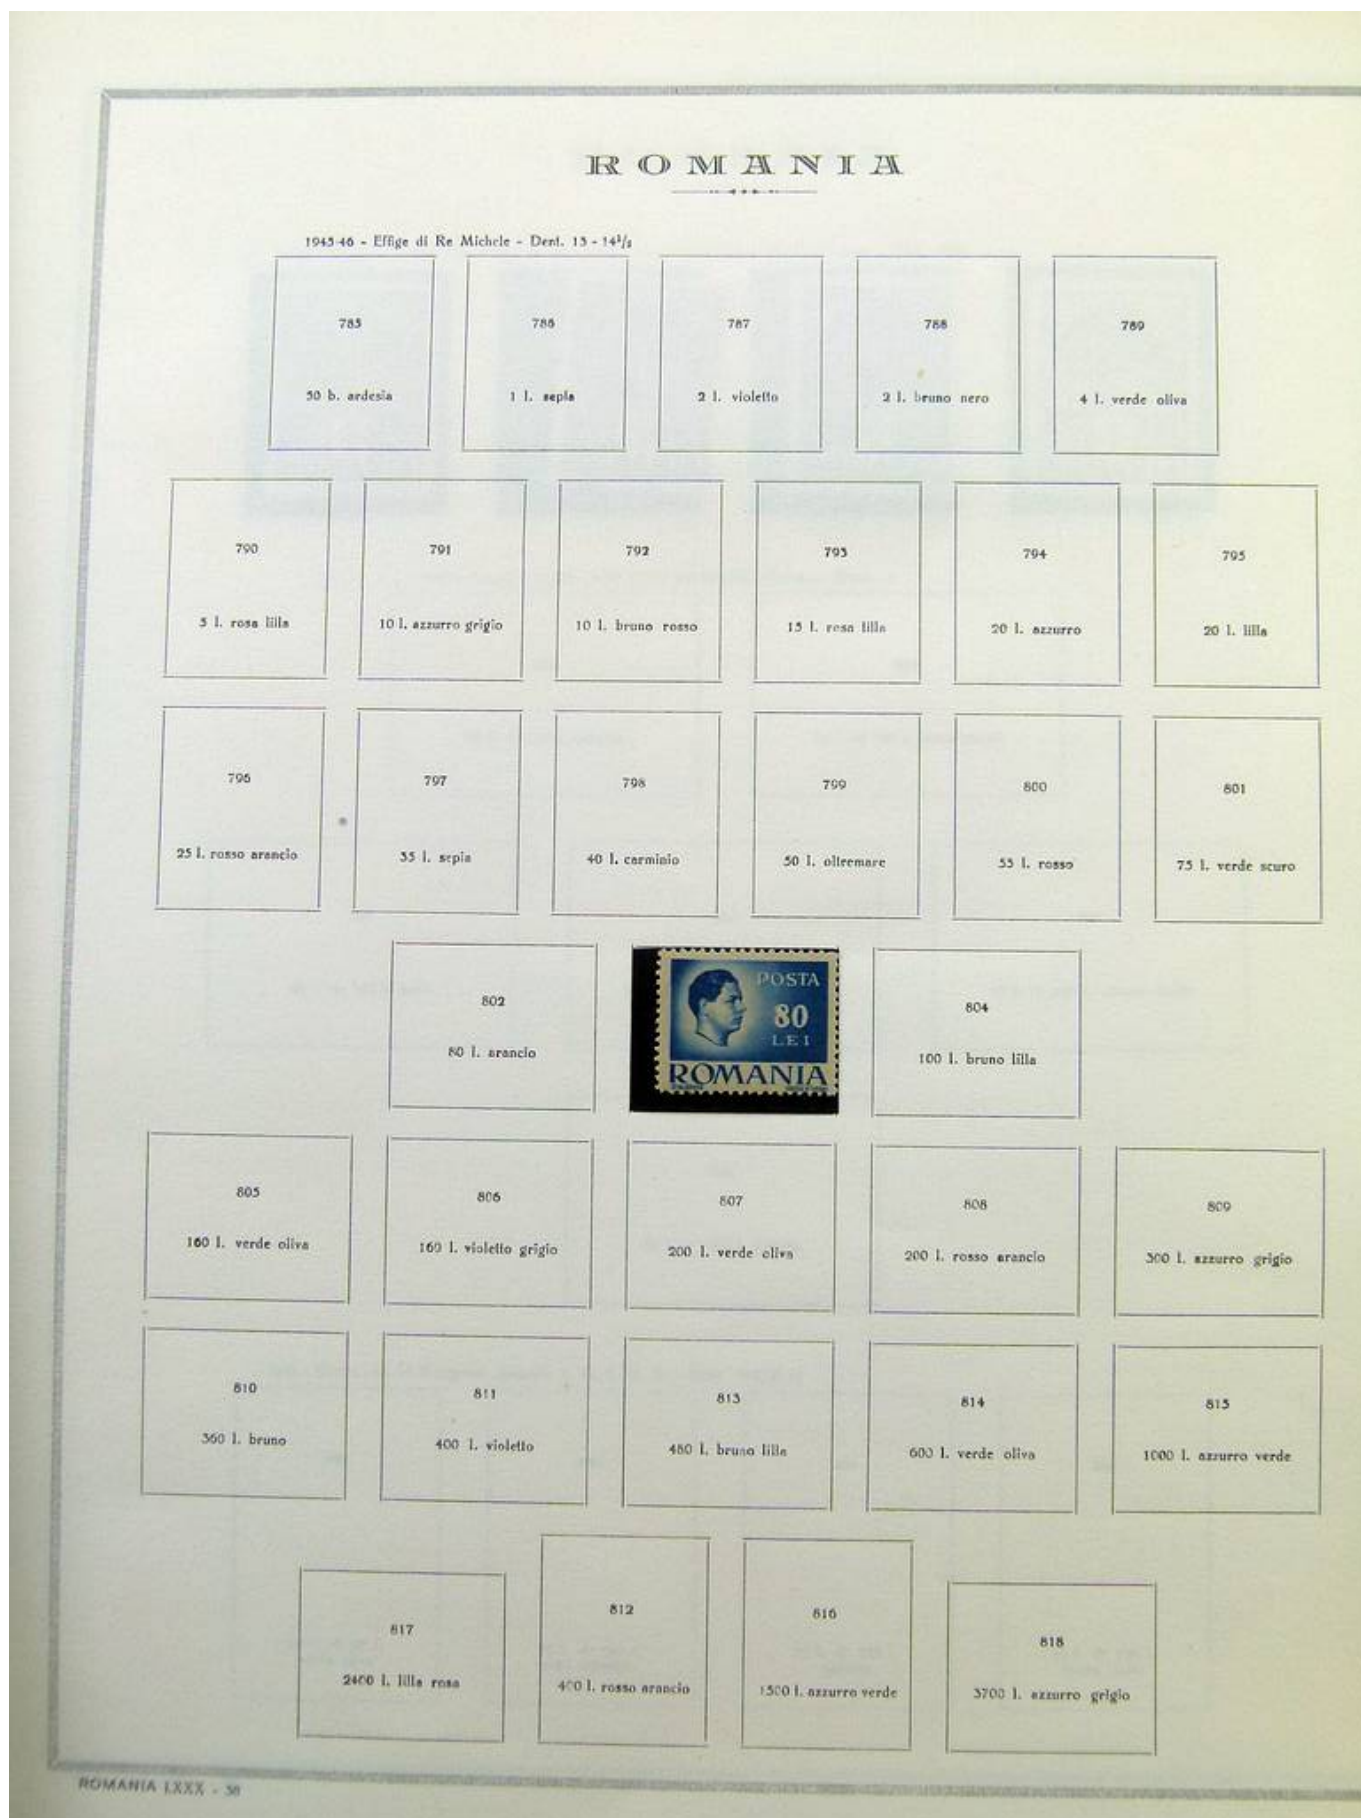 ROMANIA
1945-46 - Effige di Re Michele - Dent. 13 - 14½
785
786
787
788
789
50 b. ardesia
1 l. sepia
2 l. violetto
2 l. bruno nero
4 l. verde oliva
790
791
792
793
794
795
5 l. rosa lilla
10 l. azzurro grigio
10 l. bruno rosso
15 l. rosa lilla
20 l. azzurro
20 l. lilla
796
797
798
799
800
801
25 l. rosso arancio
35 l. sepia
40 l. carminio
50 l. oltremare
55 l. rosso
75 l. verde scuro
802
80 l. arancio
POSTA
80
LEI
ROMANIA
804
100 l. bruno lilla
805
806
807
808
809
160 l. verde oliva
160 l. violetto grigio
200 l. verde oliva
200 l. rosso arancio
300 l. azzurro grigio
810
811
813
814
815
360 l. bruno
400 l. violetto
480 l. bruno lilla
600 l. verde oliva
1000 l. azzurro verde
817
812
816
818
2400 l. lilla rosa
400 l. rosso arancio
1500 l. azzurro verde
3700 l. azzurro grigio
ROMANIA LXXX - 38